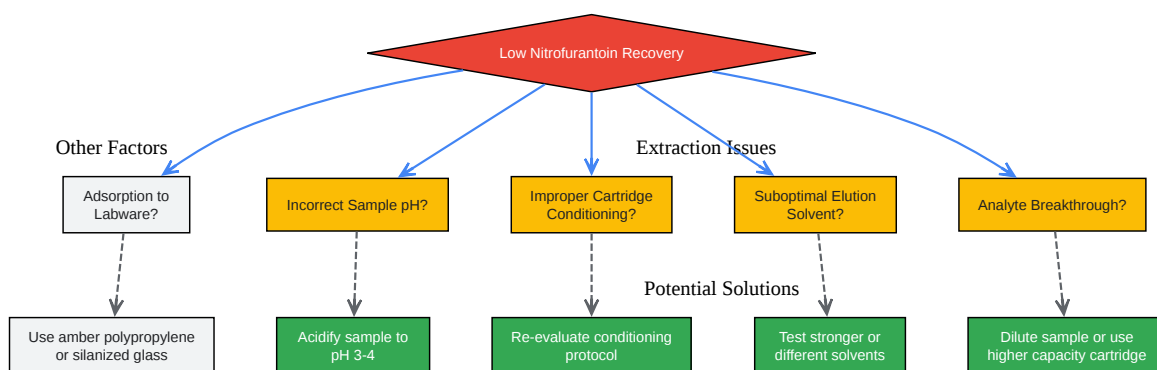 Low Nitrofurantoin Recovery
Other Factors
Extraction Issues
Adsorption to
Labware?
Incorrect Sample pH?
Improper Cartridge
Conditioning?
Suboptimal Elution
Solvent?
Analyte Breakthrough?
Potential Solutions
Use amber polypropylene
or silanized glass
Acidify sample to
pH 3-4
Re-evaluate conditioning
protocol
Test stronger or
different solvents
Dilute sample or use
higher capacity cartridge